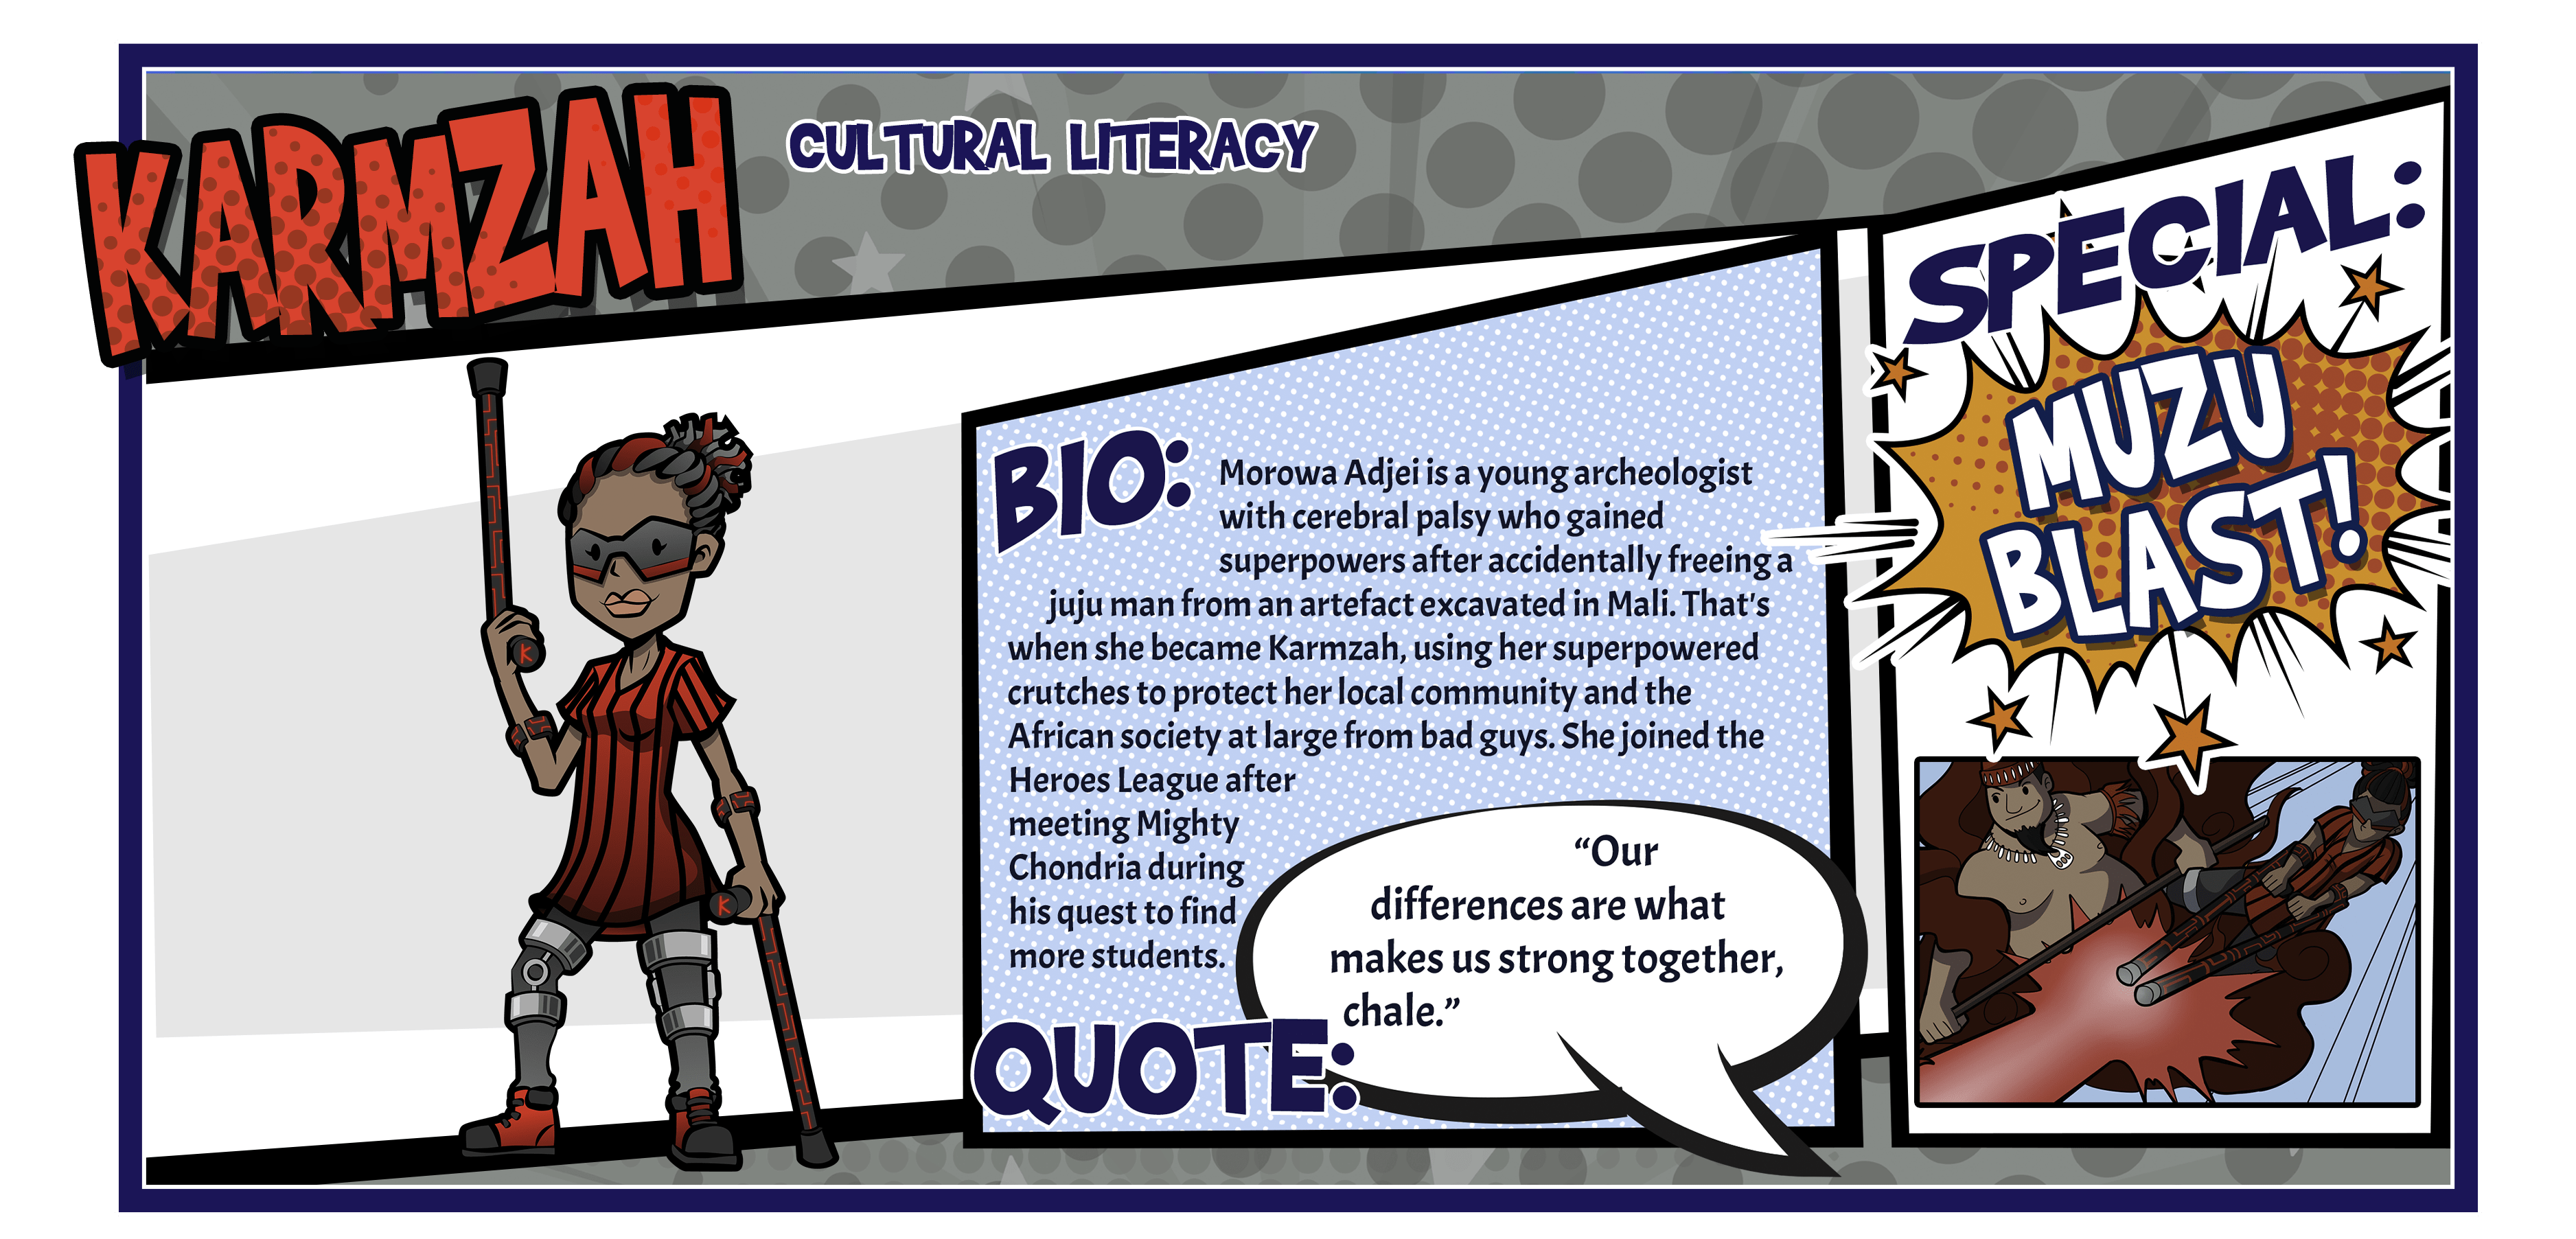 KARMZAH
CULTURAL LITERACY
BIO:
Morowa Adjei is a young archeologist
with cerebral palsy who gained
superpowers after accidentally freeing a
juju man from an artefact excavated in Mali. That's
when she became Karmzah, using her superpowered
crutches to protect her local community and the
African society at large from bad guys. She joined the
Heroes League after
meeting Mighty
Chondria during
his quest to find
more students.
QUOTE:
“Our
differences are what
makes us strong together,
chale.”
SPECIAL:
MUZU
BLAST!
K
K